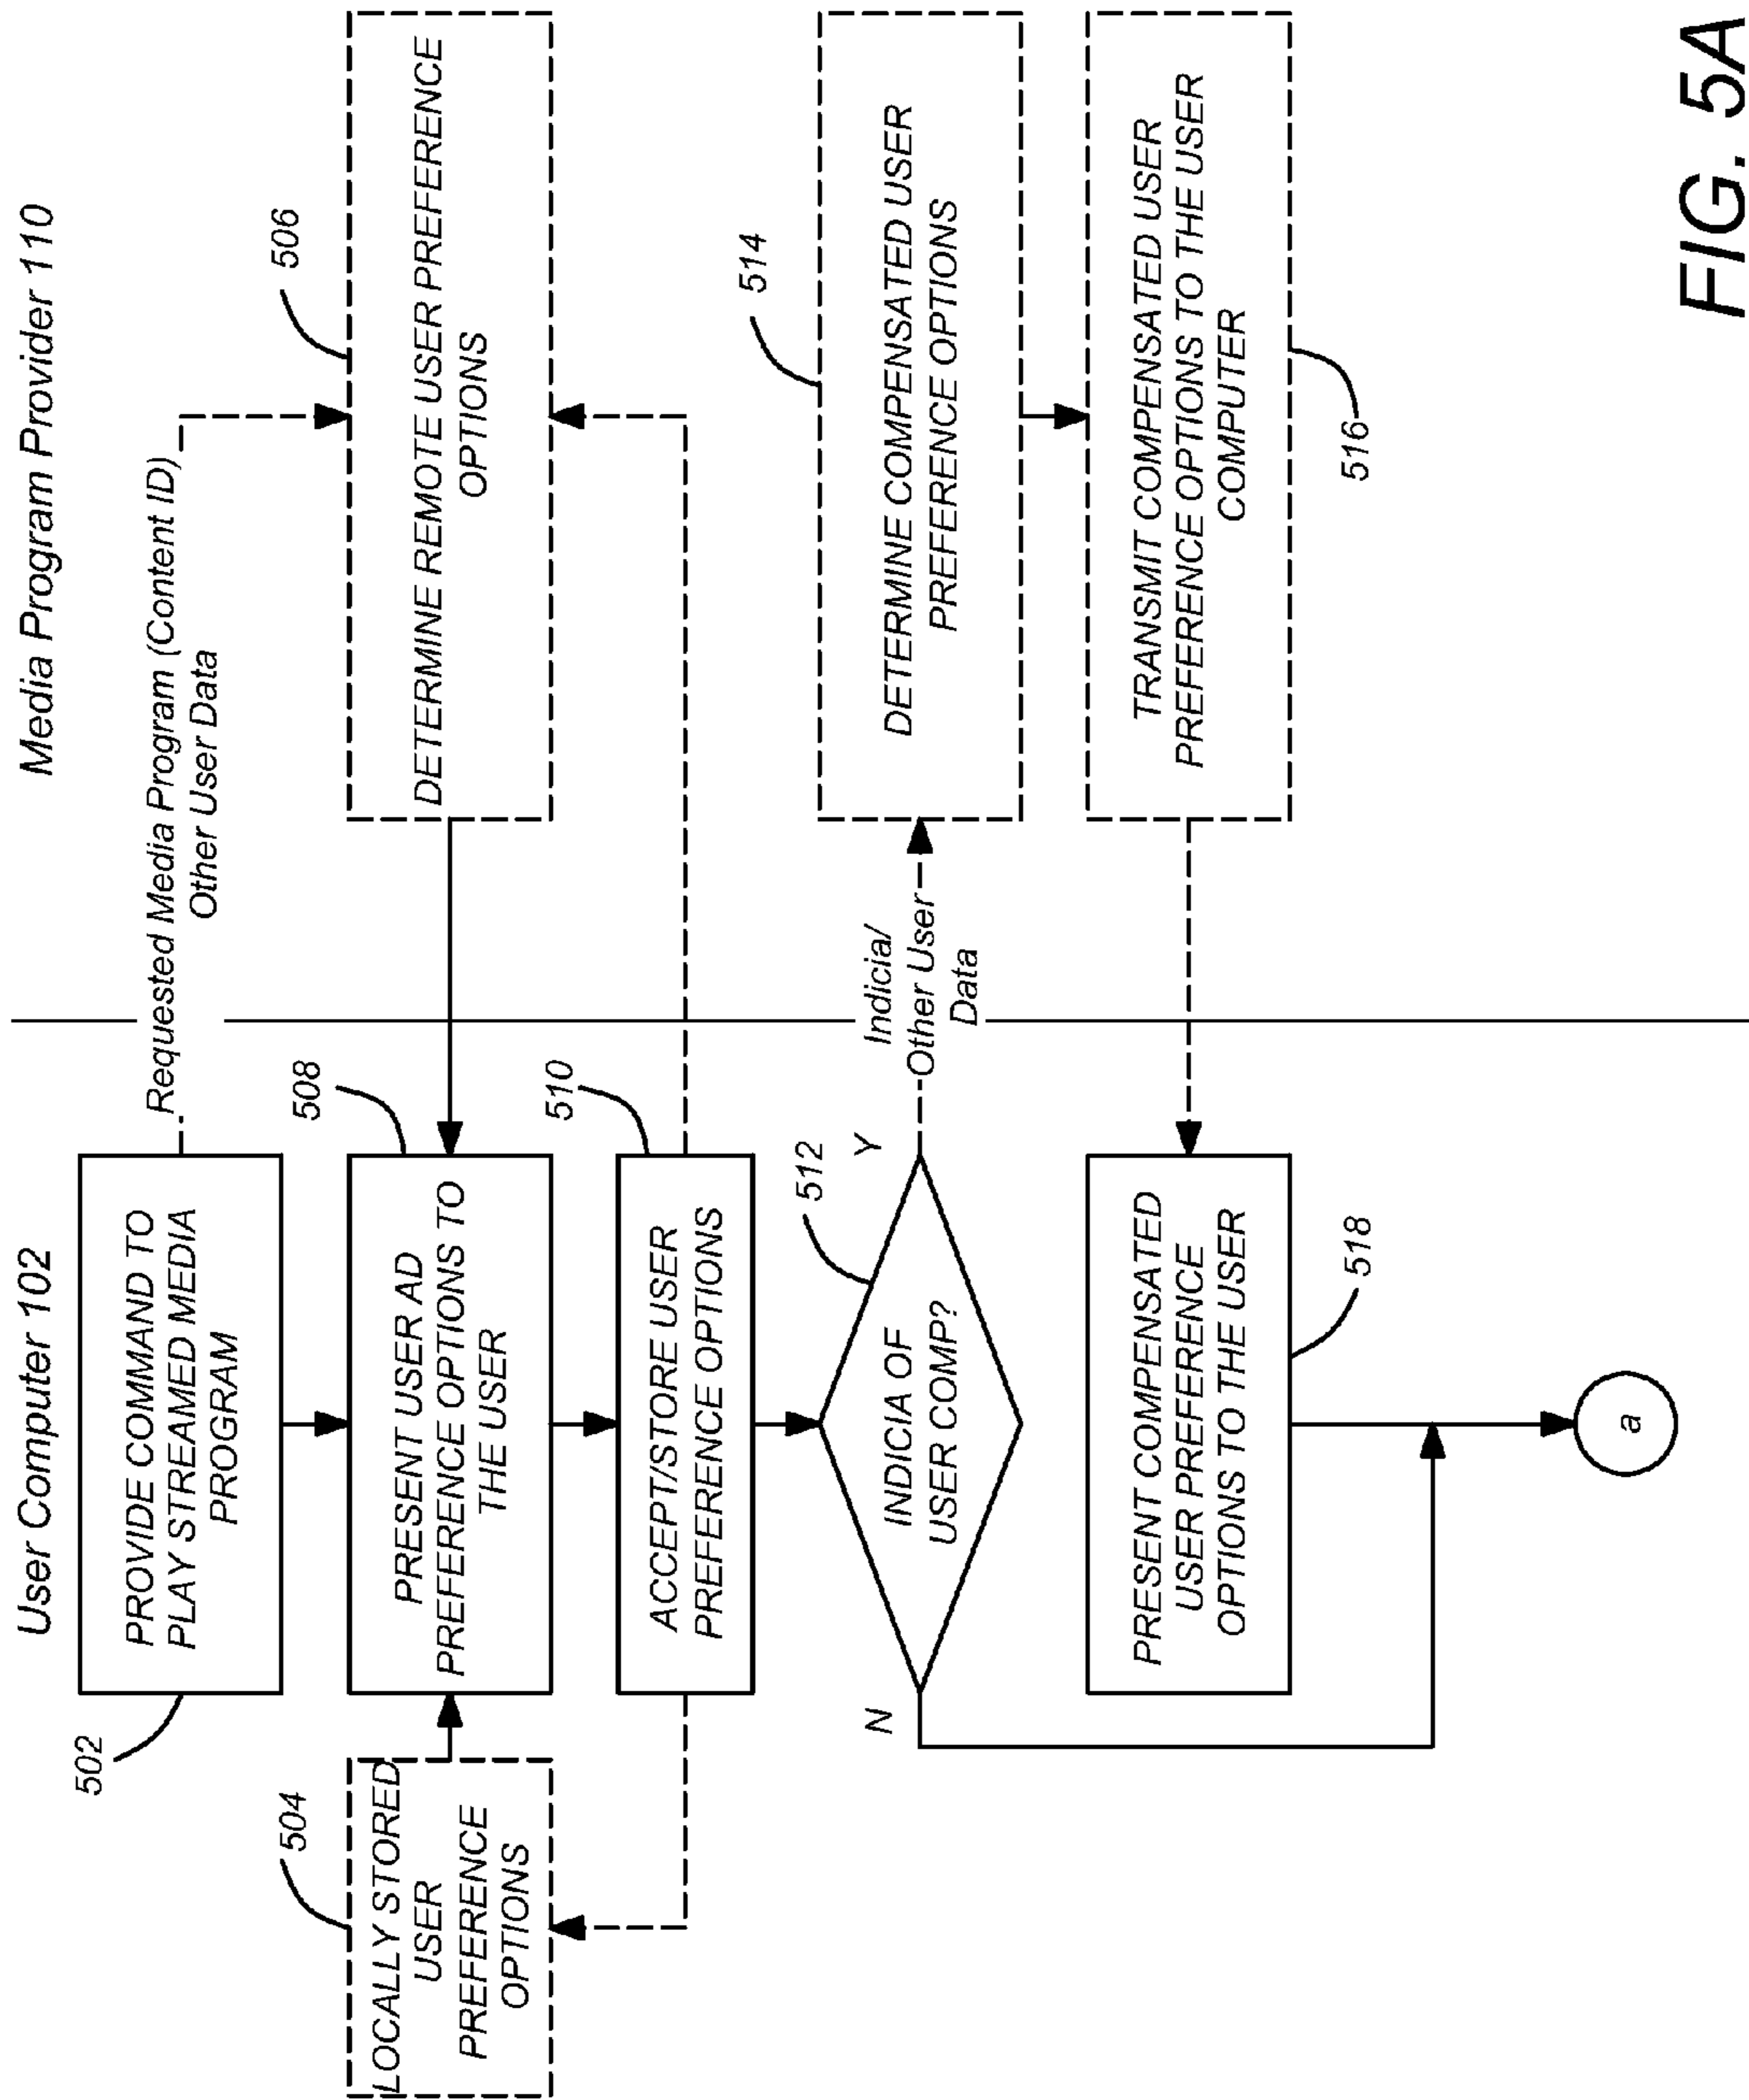 User Computer 102
Media Program Provider 110
502
PROVIDE COMMAND TO
PLAY STREAMED MEDIA
PROGRAM
Requested Media Program (Content ID)
Other User Data
504
LOCALLY STORED
USER
PREFERENCE
OPTIONS
508
PRESENT USER AD
PREFERENCE OPTIONS TO
THE USER
506
DETERMINE REMOTE USER PREFERENCE
OPTIONS
510
ACCEPT/STORE USER
PREFERENCE OPTIONS
512
N
INDICIA OF
USER COMP?
Y
Indicia/
Other User
Data
514
DETERMINE COMPENSATED USER
PREFERENCE OPTIONS
PRESENT COMPENSATED
USER PREFERENCE
OPTIONS TO THE USER
518
TRANSMIT COMPENSATED USER
PREFERENCE OPTIONS TO THE USER
COMPUTER
516
a
FIG. 5A